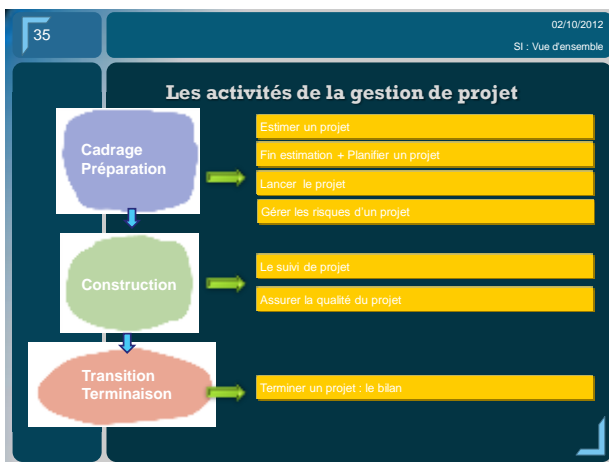 35
02/10/2012
SI : Vue d'ensemble
Les activités de la gestion de projet
Cadrage
Préparation
Estimer un projet
Fin estimation + Planifier un projet
Lancer le projet
Gérer les risques d'un projet
Construction
Le suivi de projet
Assurer la qualité du projet
Transition
Terminaison
Terminer un projet : le bilan